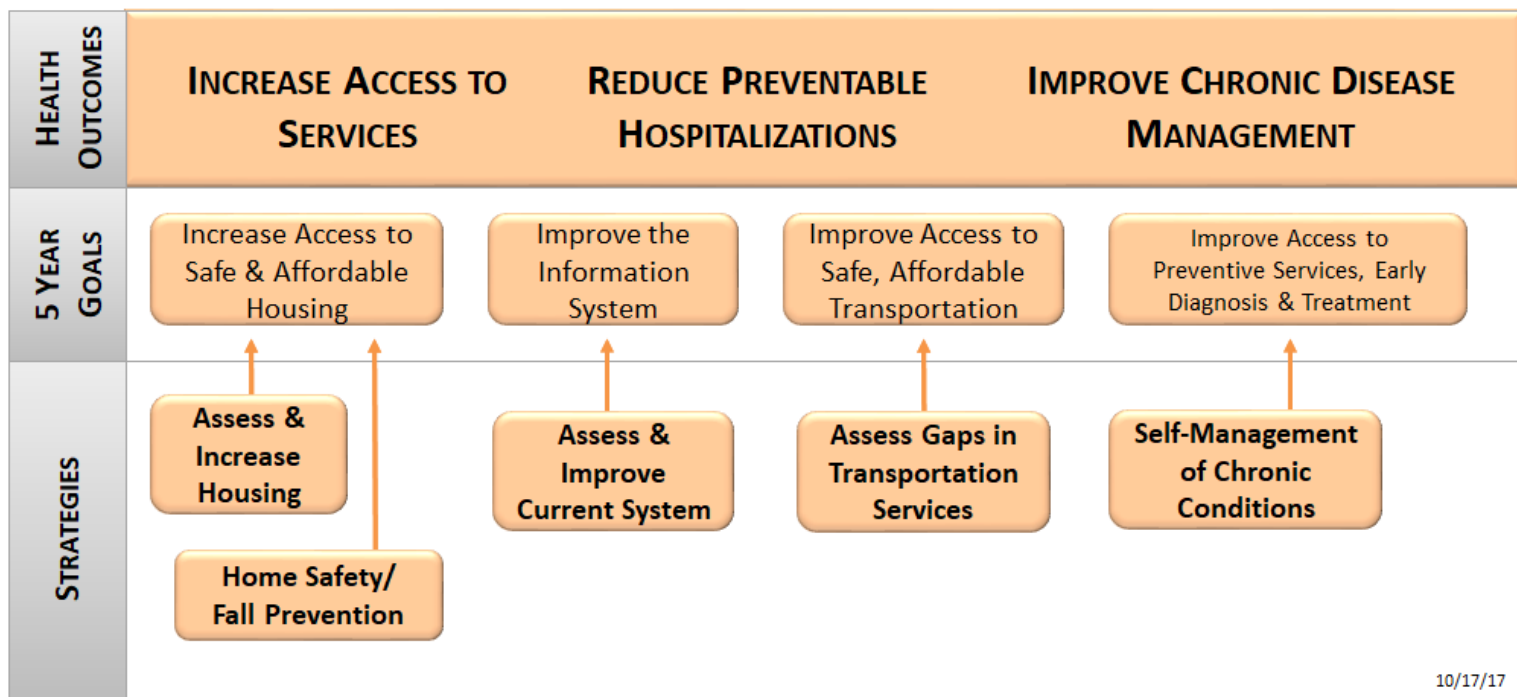 HEALTH
OUTCOMES
INCREASE ACCESS TO
SERVICES
REDUCE PREVENTABLE
HOSPITALIZATIONS
IMPROVE CHRONIC DISEASE
MANAGEMENT
5 YEAR
GOALS
Increase Access to
Safe & Affordable
Housing
Improve the
Information
System
Improve Access to
Safe, Affordable
Transportation
Improve Access to
Preventive Services, Early
Diagnosis & Treatment
STRATEGIES
Assess &
Increase
Housing
Home Safety/
Fall Prevention
Assess &
Improve
Current System
Assess Gaps in
Transportation
Services
Self-Management
of Chronic
Conditions
10/17/17